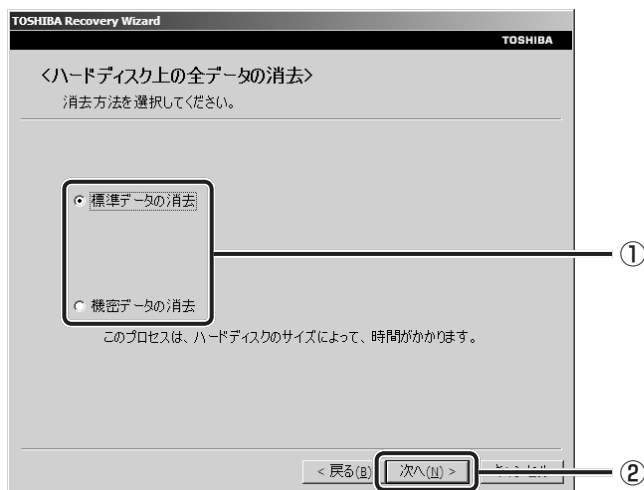 TOSHIBA Recovery Wizard
TOSHIBA
<ハードディスク上の全データの消去>
消去方法を選択してください。
標準データの消去
①
機密データの消去
このプロセスは、ハードディスクのサイズによって、時間がかかります。
< 戻る(B)
次へ(N) >
②